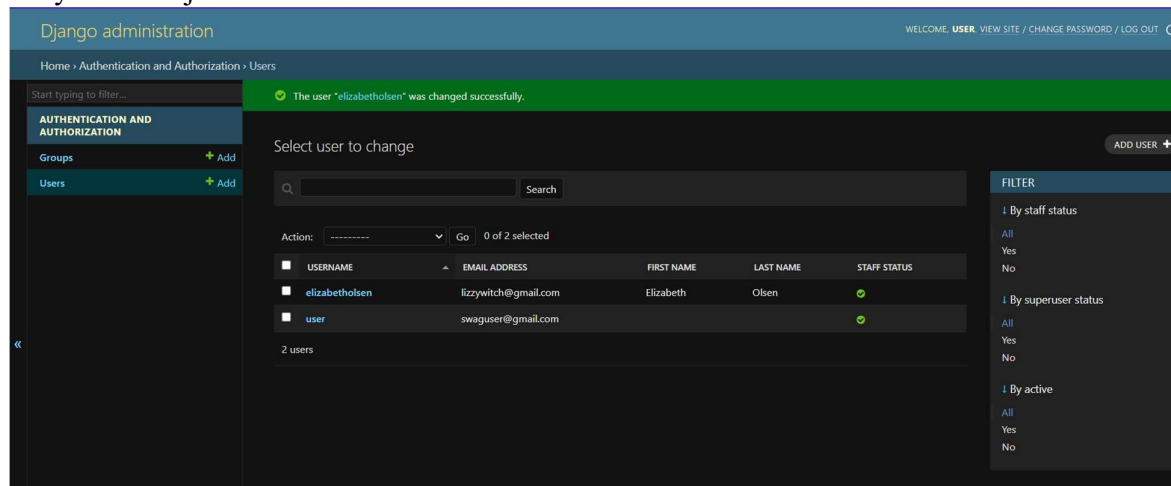 Django administration
WELCOME, USER. VIEW SITE / CHANGE PASSWORD / LOG OUT
Home › Authentication and Authorization › Users
Start typing to filter...
AUTHENTICATION AND
AUTHORIZATION
Groups + Add
Users + Add
«
The user "elizabetholsen" was changed successfully.
Select user to change
ADD USER +
Search
Action: --------- Go 0 of 2 selected
USERNAME EMAIL ADDRESS FIRST NAME LAST NAME STAFF STATUS
elizabetholsen lizzywitch@gmail.com Elizabeth Olsen
user swaguser@gmail.com
2 users
FILTER
↓ By staff status
All
Yes
No
↓ By superuser status
All
Yes
No
↓ By active
All
Yes
No